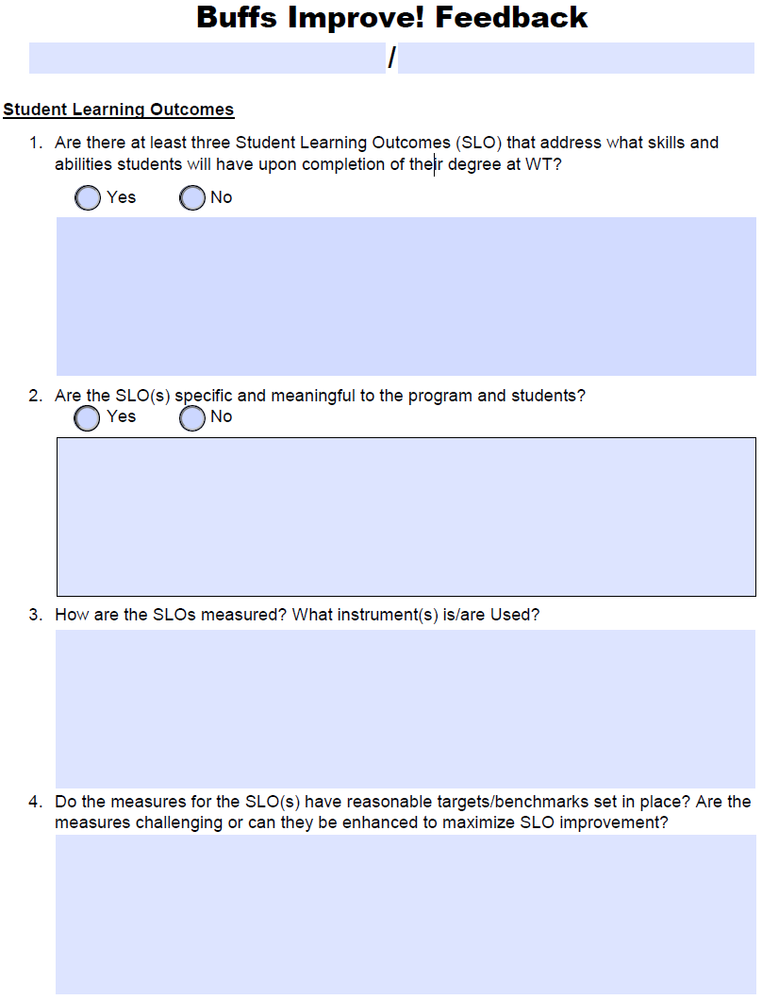 Buffs Improve! Feedback
/
Student Learning Outcomes
1. Are there at least three Student Learning Outcomes (SLO) that address what skills and
abilities students will have upon completion of their degree at WT?
Yes No
2. Are the SLO(s) specific and meaningful to the program and students?
Yes No
3. How are the SLOs measured? What instrument(s) is/are Used?
4. Do the measures for the SLO(s) have reasonable targets/benchmarks set in place? Are the
measures challenging or can they be enhanced to maximize SLO improvement?